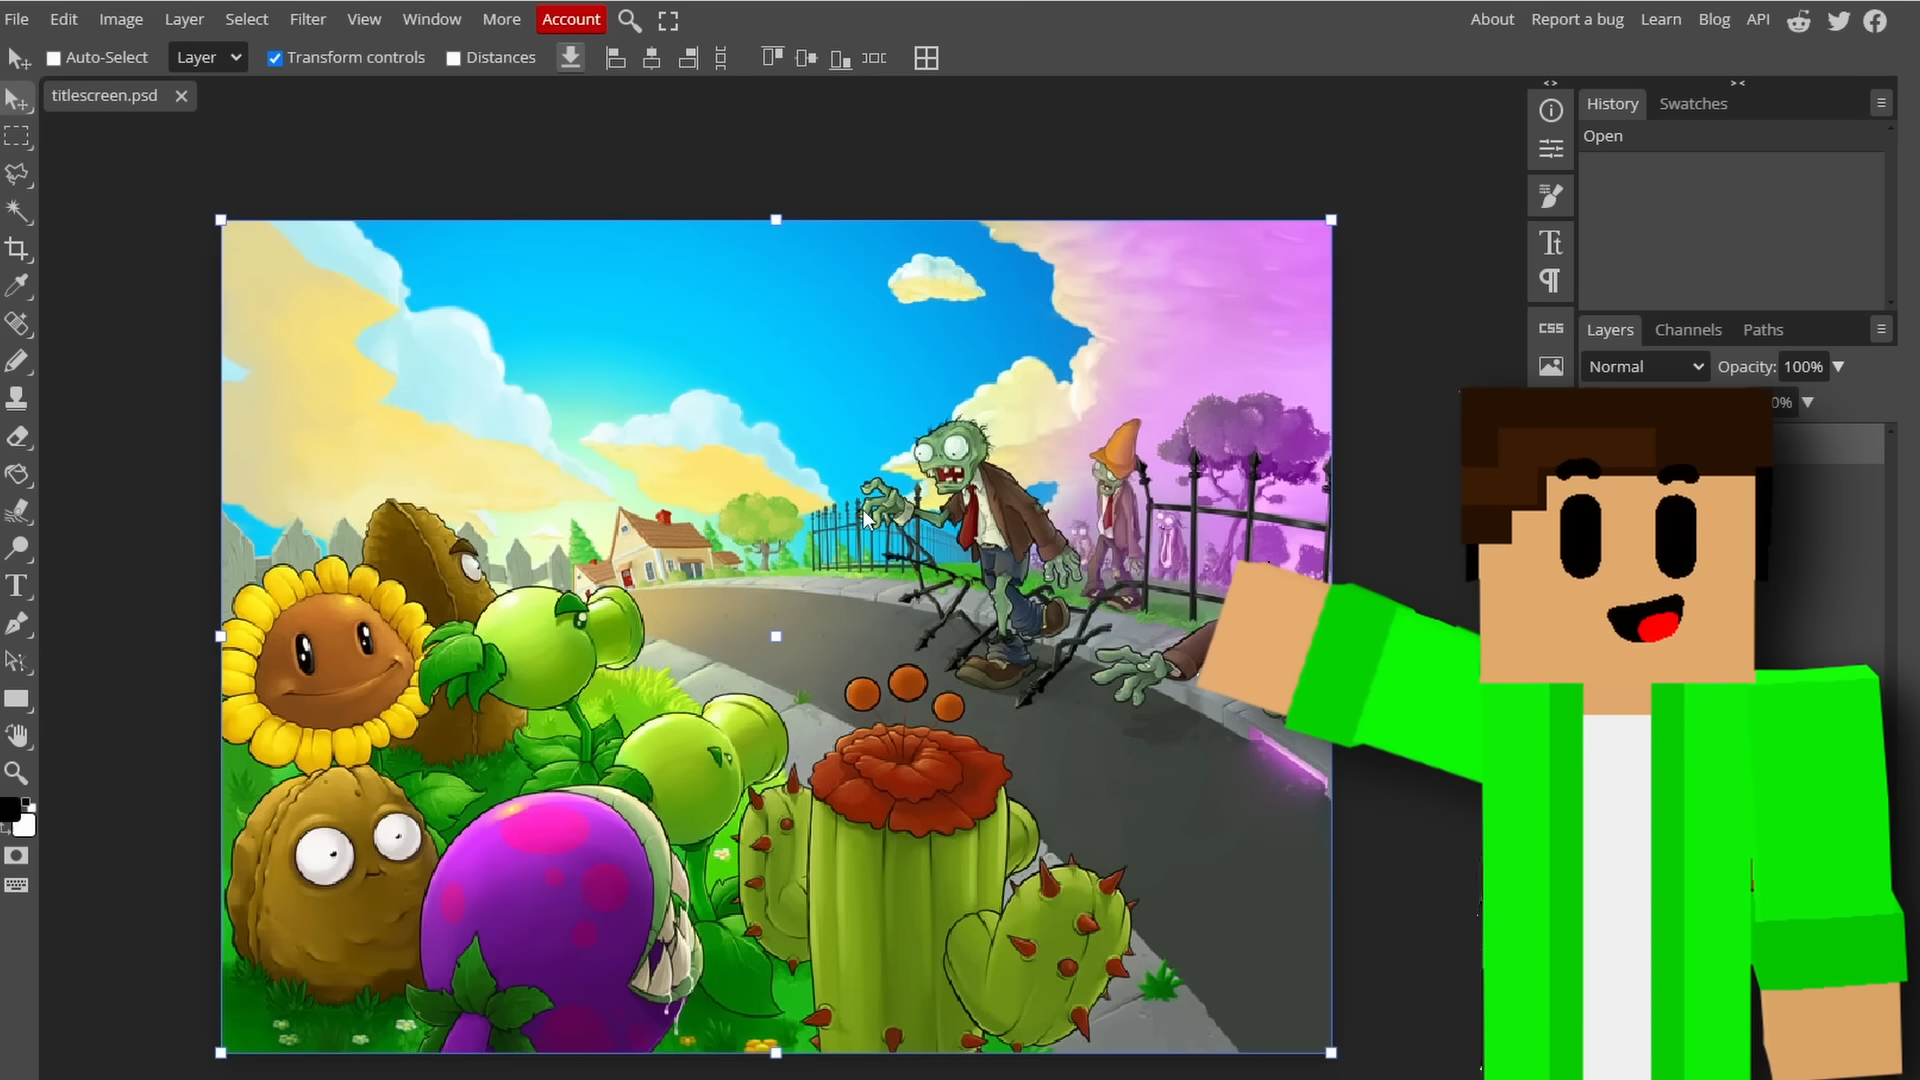 File Edit Image Layer Select Filter View Window More Account About Report a bug Learn Blog API
Auto-Select Layer Transform controls Distances
titlescreen.psd
History Swatches
Open
CSS
Layers Channels Paths
Normal Opacity: 100%
0%